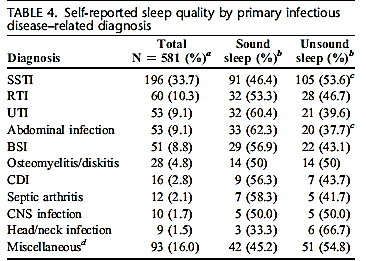 TABLE 4. Self-reported sleep quality by primary infectious
disease–related diagnosis
Total Sound Unsound
Diagnosis N = 581 (%)a sleep (%)b sleep (%)b
SSTI 196 (33.7) 91 (46.4) 105 (53.6)c
RTI 60 (10.3) 32 (53.3) 28 (46.7)
UTI 53 (9.1) 32 (60.4) 21 (39.6)
Abdominal infection 53 (9.1) 33 (62.3) 20 (37.7)c
BSI 51 (8.8) 29 (56.9) 22 (43.1)
Osteomyelitis/diskitis 28 (4.8) 14 (50) 14 (50)
CDI 16 (2.8) 9 (56.3) 7 (43.7)
Septic arthritis 12 (2.1) 7 (58.3) 5 (41.7)
CNS infection 10 (1.7) 5 (50.0) 5 (50.0)
Head/neck infection 9 (1.5) 3 (33.3) 6 (66.7)
Miscellaneousd 93 (16.0) 42 (45.2) 51 (54.8)